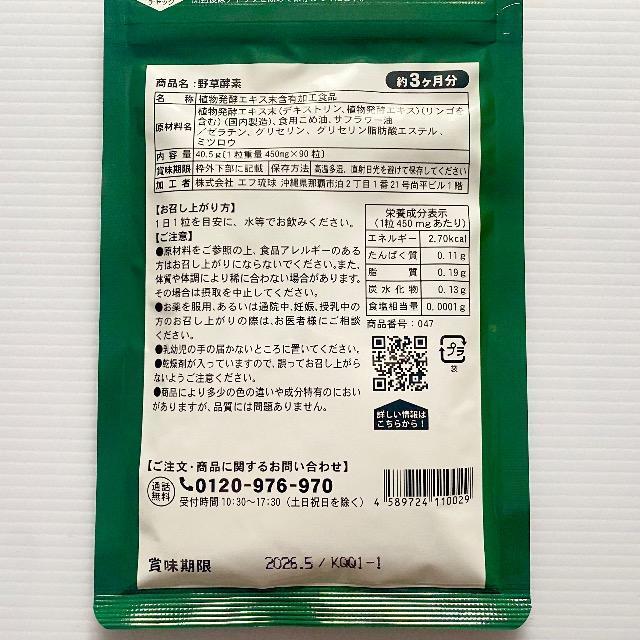 チャック
商品名：野草酵素
約3ヶ月分
名　称 植物発酵エキス末含有加工食品
原材料名 植物発酵エキス末（デキストリン、植物発酵エキス）（リンゴを
含む）（国内製造）、食用こめ油、サフラワー油
／ゼラチン、グリセリン、グリセリン脂肪酸エステル、
ミツロウ
内 容 量 40.5g（1粒重量 450mg×90粒）
賞味期限 枠外下部に記載 保存方法 高温多湿、直射日光を避けて保存してください
加 工 者 株式会社 エフ琉球 沖縄県那覇市泊2丁目1番21号尚平ビル1階
【お召し上がり方】
1日1粒を目安に、水等でお飲みください。
【ご注意】
●原材料をご参照の上、食品アレルギーのある
方はお召し上がりにならないでください。また、
体質や体調により稀に合わない場合があります。
その場合は摂取を中止してください。
●お薬を服用、あるいは通院中、妊娠、授乳中の
方のお召し上がりの際は、お医者様にご相談
ください。
●乳幼児の手の届かないところに置いてください。
●乾燥剤が入っていますので、誤ってお召し上がら
ないようご注意ください。
●商品により多少の色の違いや成分特有のにおい
がありますが、品質には問題ありません。
栄養成分表示
（1粒 450 mgあたり）
エネルギー 2.70kcal
たんぱく質 0.11g
脂　質 0.19g
炭水化物 0.13g
食塩相当量 0.0001g
商品番号：047
プラ
袋
詳しい情報は
こちらから！
【ご注文・商品に関するお問い合わせ】
通話
無料
0120-976-970
受付時間 10:30～17:30（土日祝日を除く）
4 589724 110029
賞味期限 2026.5/KQQ1-1